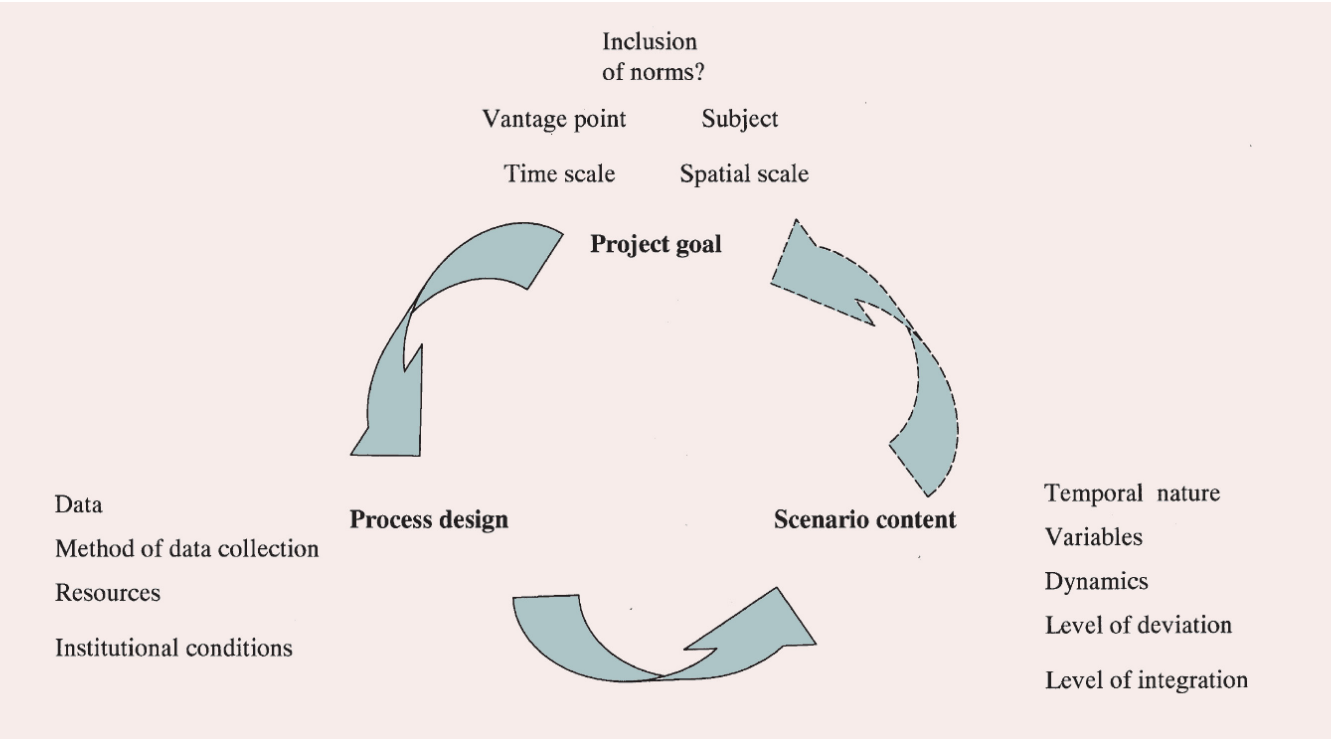 Inclusion
of norms?
Vantage point
Subject
Time scale
Spatial scale
Project goal
Data
Method of data collection
Resources
Institutional conditions
Process design
Scenario content
Temporal nature
Variables
Dynamics
Level of deviation
Level of integration